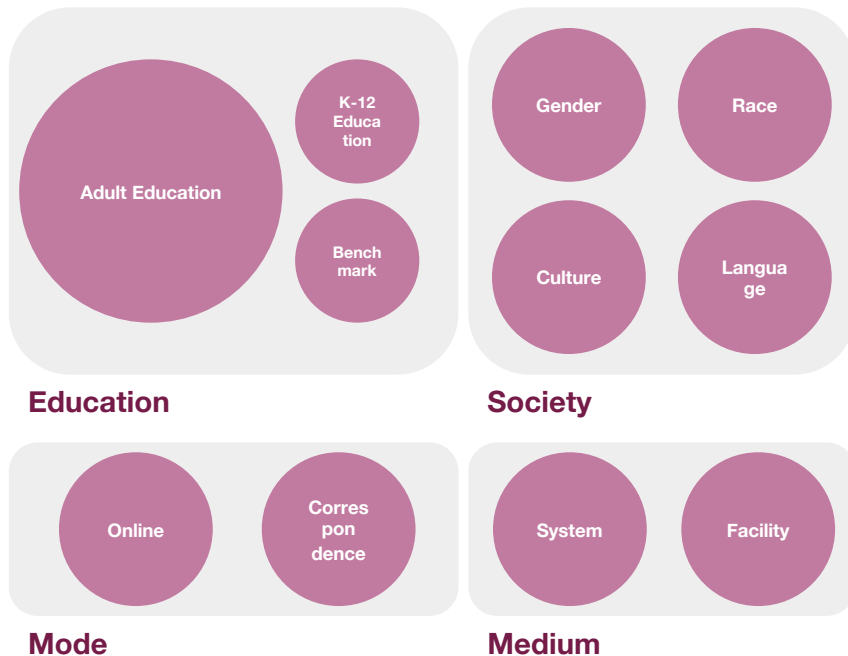 Adult Education
K-12
Educa
tion
Bench
mark
Education
Gender
Race
Culture
Langua
ge
Society
Online
Corres
pon
dence
Mode
System
Facility
Medium